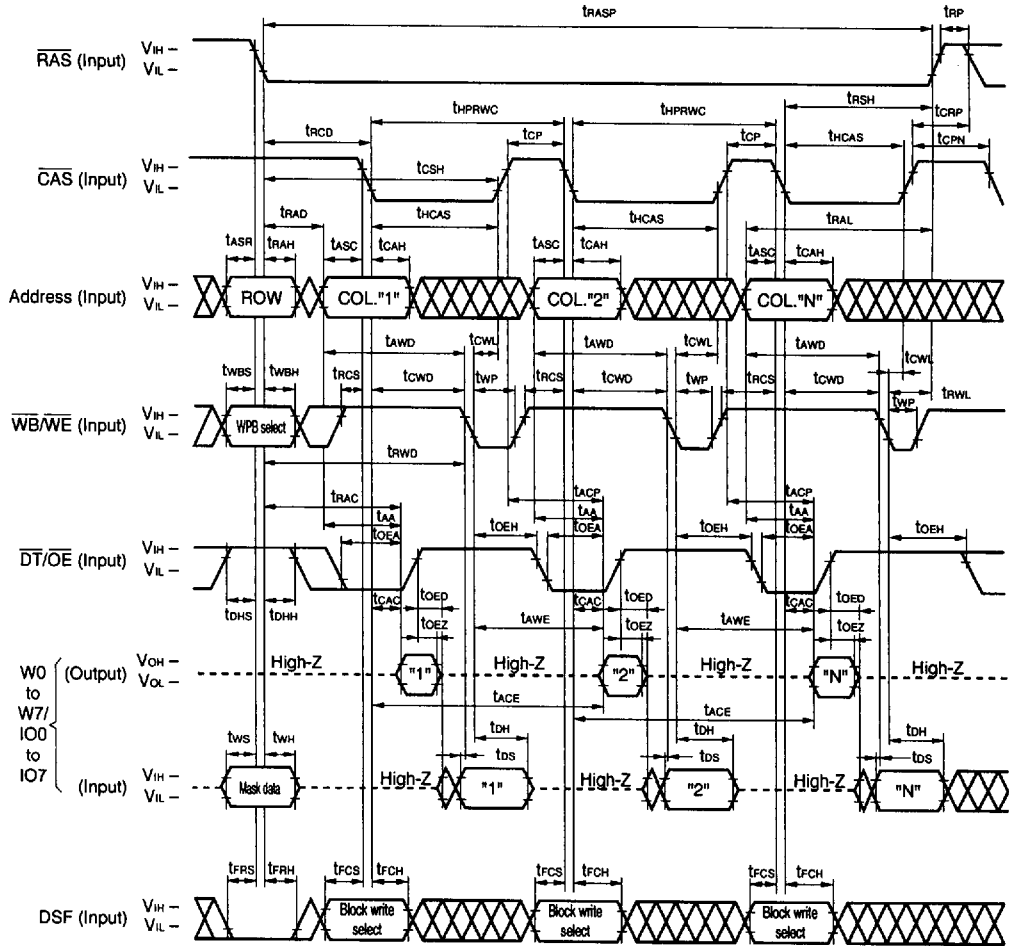 tRASP tRP
RAS (Input) VIH – VIL –
tHPRWC tHPRWC tRSH tCRP
tRCD tCP tCP tHCAS tCPN
CAS (Input) VIH – VIL –
tCSH
tRAD tHCAS tHCAS tRAL
tASR tRAH tASC tCAH tASC tCAH tASC tCAH
Address (Input) VIH – VIL –
ROW COL."1" COL."2" COL."N"
tAWD tCWL tAWD tCWL tAWD tCWL
tWBS tWBH tRCS tCWD tWP tRCS tCWD tWP tRCS tCWD tWP tRWL
WB/WE (Input) VIH – VIL –
WPB select
tRWD
tRAC tACP tACP
tAA tAA tAA
tOEA tOEH tOEA tOEH tOEA tOEH
DT/OE (Input) VIH – VIL –
tDHS tDHH tCAC tOED tCAC tOED tCAC tOED
tOEZ tAWE tOEZ tAWE tOEZ
W0 to W7/ IO0 to IO7
(Output) VOH – VOL –
High-Z "1" High-Z "2" High-Z "N" High-Z
tACE tACE
tWS tWH tDH tDS tDH tDS tDH tDS
(Input) VIH – VIL –
Mask data High-Z "1" High-Z "2" High-Z "N"
tFRS tFRH tFCS tFCH tFCS tFCH tFCS tFCH
DSF (Input) VIH – VIL –
Block write select Block write select Block write select